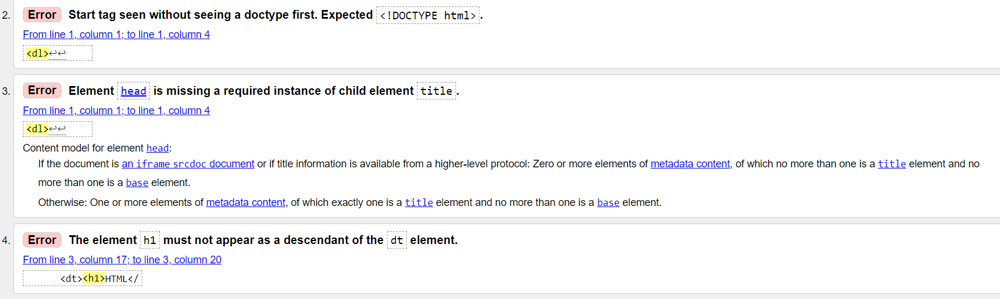 2. Error Start tag seen without seeing a doctype first. Expected <!DOCTYPE html>.
From line 1, column 1; to line 1, column 4
<dl>↩↩
3. Error Element head is missing a required instance of child element title.
From line 1, column 1; to line 1, column 4
<dl>↩↩
Content model for element head:
If the document is an iframe srcdoc document or if title information is available from a higher-level protocol: Zero or more elements of metadata content, of which no more than one is a title element and no
more than one is a base element.
Otherwise: One or more elements of metadata content, of which exactly one is a title element and no more than one is a base element.
4. Error The element h1 must not appear as a descendant of the dt element.
From line 3, column 17; to line 3, column 20
<dt><h1>HTML</